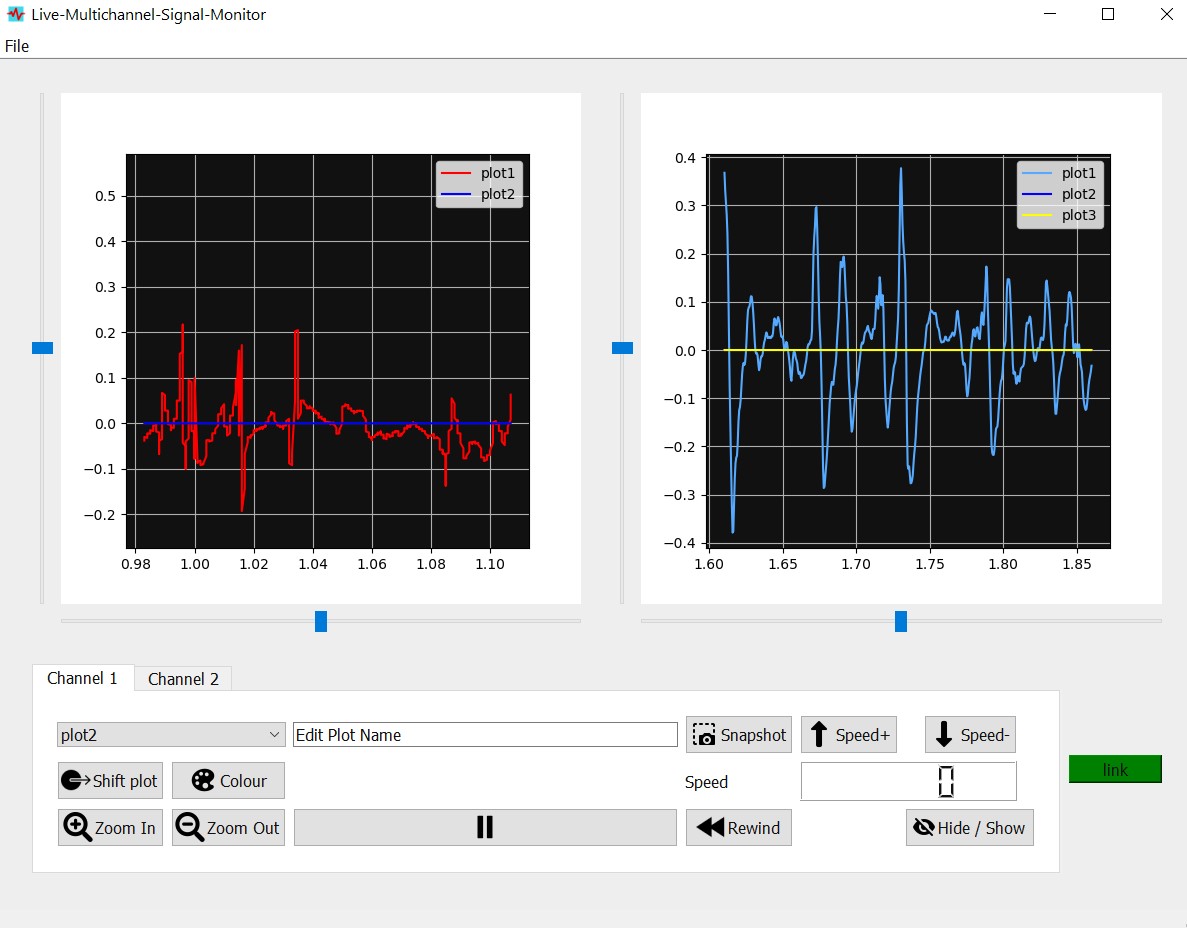 Live-Multichannel-Signal-Monitor
File
plot1
plot2
0.5
0.4
0.3
0.2
0.1
0.0
−0.1
−0.2
0.98 1.00 1.02 1.04 1.06 1.08 1.10
plot1
plot2
plot3
0.4
0.3
0.2
0.1
0.0
−0.1
−0.2
−0.3
−0.4
1.60 1.65 1.70 1.75 1.80 1.85
Channel 1 Channel 2
plot2 Edit Plot Name Snapshot Speed+ Speed-
Shift plot Colour Speed 0 link
Zoom In Zoom Out Rewind Hide / Show